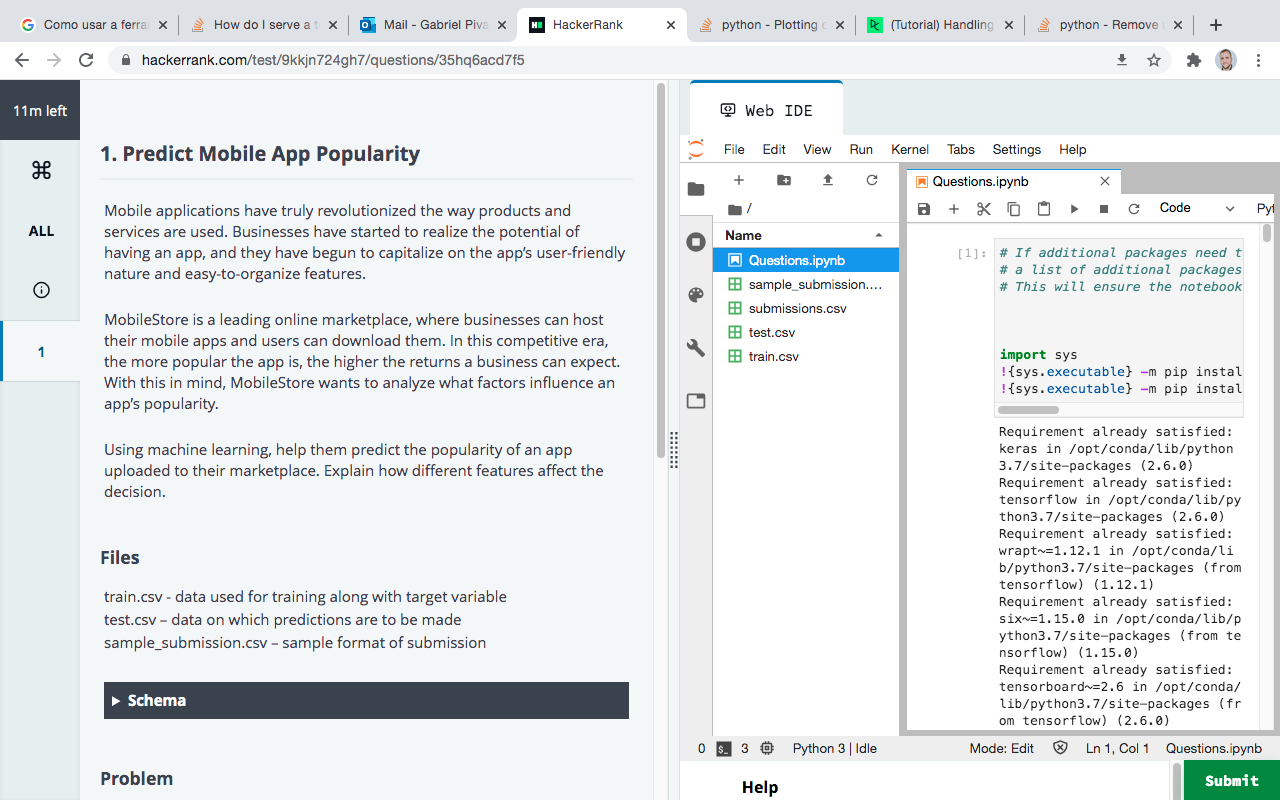 Como usar a ferra
How do I serve a t
Mail - Gabriel Piva
HackerRank
python - Plotting c
(Tutorial) Handling
python - Remove
hackerrank.com/test/9kkjn724gh7/questions/35hq6acd7f5
11m left
ALL
1
1. Predict Mobile App Popularity
Mobile applications have truly revolutionized the way products and
services are used. Businesses have started to realize the potential of
having an app, and they have begun to capitalize on the app’s user-friendly
nature and easy-to-organize features.
MobileStore is a leading online marketplace, where businesses can host
their mobile apps and users can download them. In this competitive era,
the more popular the app is, the higher the returns a business can expect.
With this in mind, MobileStore wants to analyze what factors influence an
app’s popularity.
Using machine learning, help them predict the popularity of an app
uploaded to their marketplace. Explain how different features affect the
decision.
Files
train.csv - data used for training along with target variable
test.csv – data on which predictions are to be made
sample_submission.csv – sample format of submission
Schema
Problem
Web IDE
File Edit View Run Kernel Tabs Settings Help
/
Name
Questions.ipynb
sample_submission....
submissions.csv
test.csv
train.csv
Questions.ipynb
Code
Pyt
[1]:
# If additional packages need t
# a list of additional packages
# This will ensure the notebook
import sys
!{sys.executable} -m pip instal
!{sys.executable} -m pip instal
Requirement already satisfied:
keras in /opt/conda/lib/python
3.7/site-packages (2.6.0)
Requirement already satisfied:
tensorflow in /opt/conda/lib/py
thon3.7/site-packages (2.6.0)
Requirement already satisfied:
wrapt~=1.12.1 in /opt/conda/li
b/python3.7/site-packages (from
tensorflow) (1.12.1)
Requirement already satisfied:
six~=1.15.0 in /opt/conda/lib/p
ython3.7/site-packages (from te
nsorflow) (1.15.0)
Requirement already satisfied:
tensorboard~=2.6 in /opt/conda/
lib/python3.7/site-packages (fr
om tensorflow) (2.6.0)
0 3 Python 3 | Idle Mode: Edit Ln 1, Col 1 Questions.ipynb
Help
Submit